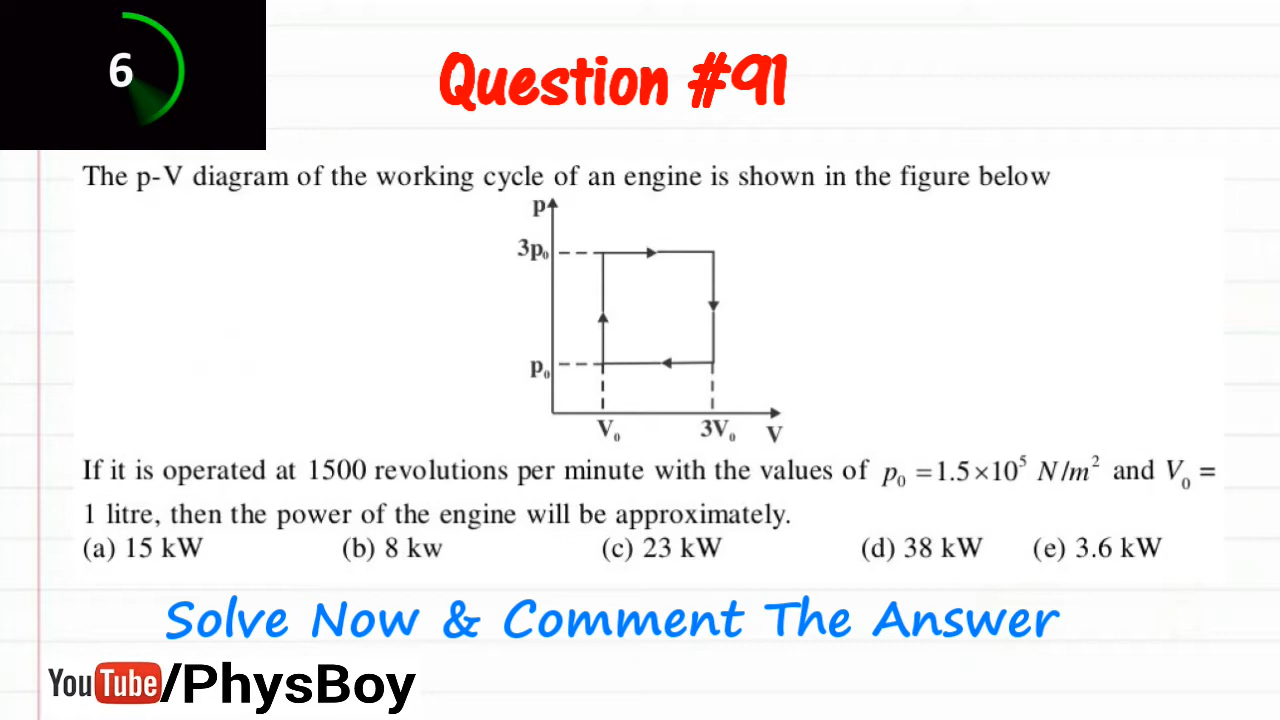 6
Question #91
The p-V diagram of the working cycle of an engine is shown in the figure below
p
3p₀
p₀
V₀ 3V₀ V
If it is operated at 1500 revolutions per minute with the values of p₀ = 1.5×10⁵ N/m² and V₀ =
1 litre, then the power of the engine will be approximately.
(a) 15 kW (b) 8 kw (c) 23 kW (d) 38 kW (e) 3.6 kW
Solve Now & Comment The Answer
YouTube/PhysBoy